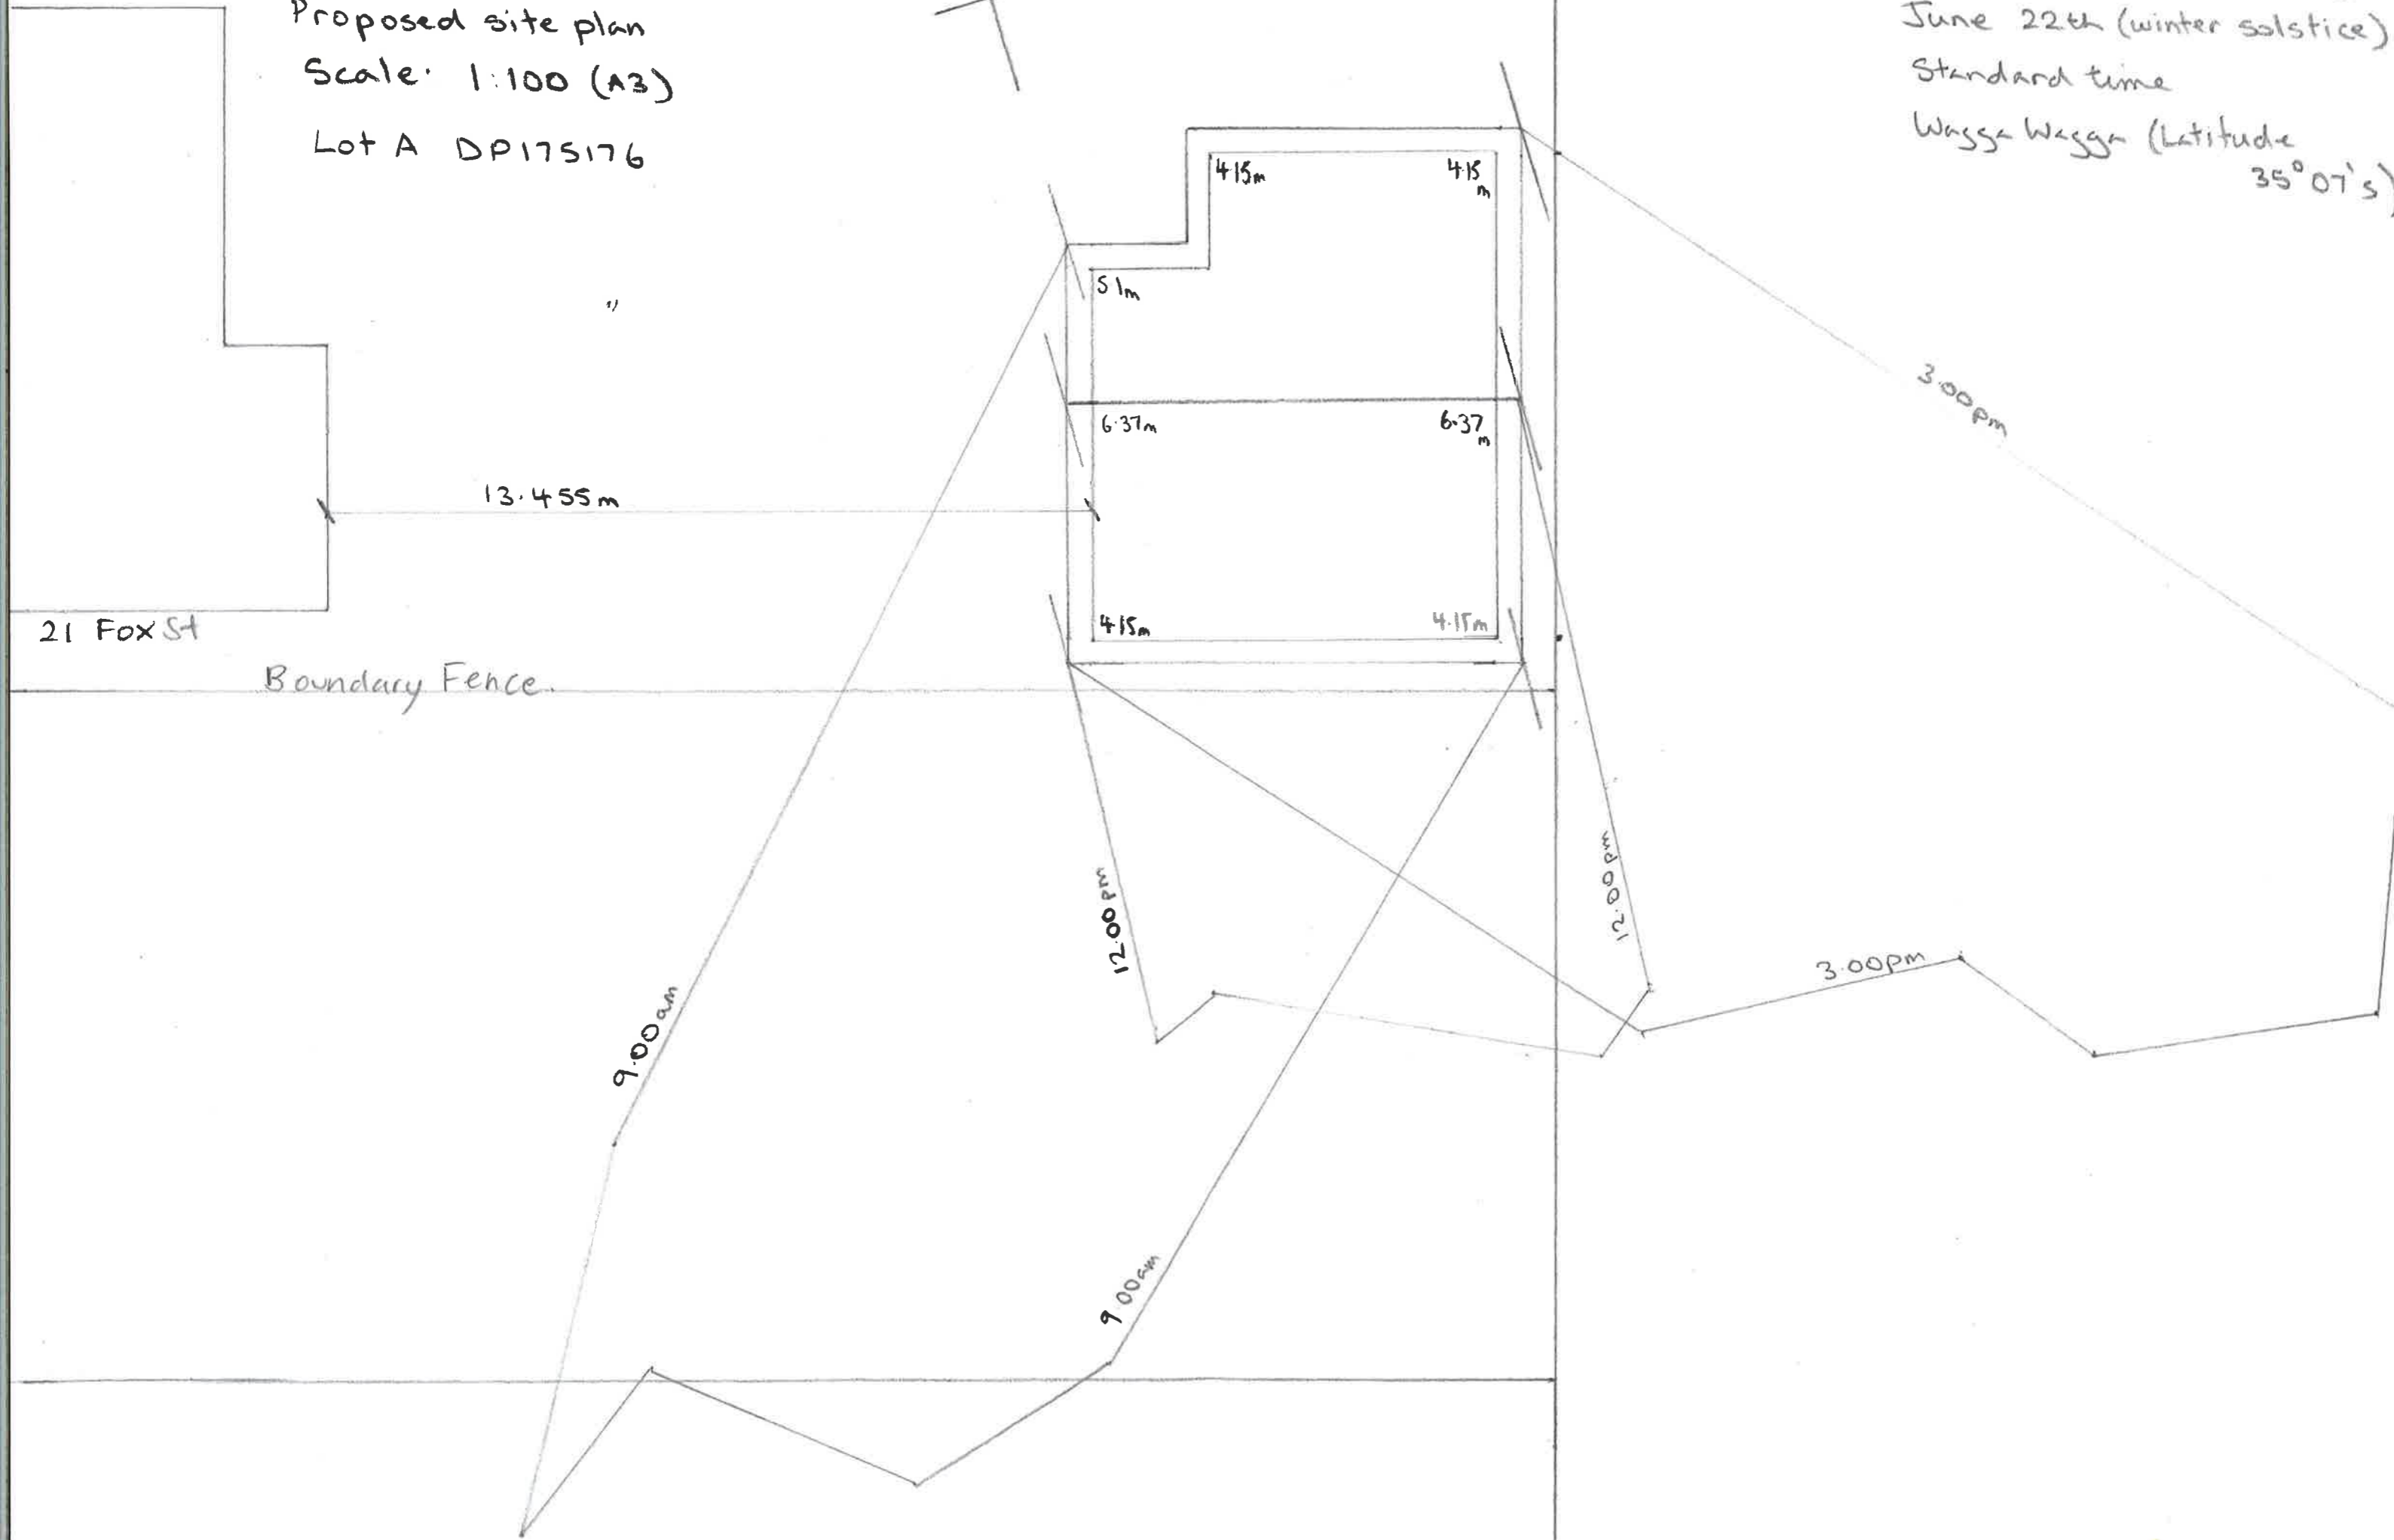 Proposed site plan
Scale. 1:100 (A3)
Lot A DP175176
June 22th (winter solstice)
Standard time
Wagga Wagga (Latitude
35°07's)
4.15m
4.15
m
5.1m
3.00pm
6.37m
6.37
m
13.455m
4.15m
4.15m
21 Fox St
Boundary Fence.
12.00pm
12.00pm
3.00pm
9.00am
9.00am